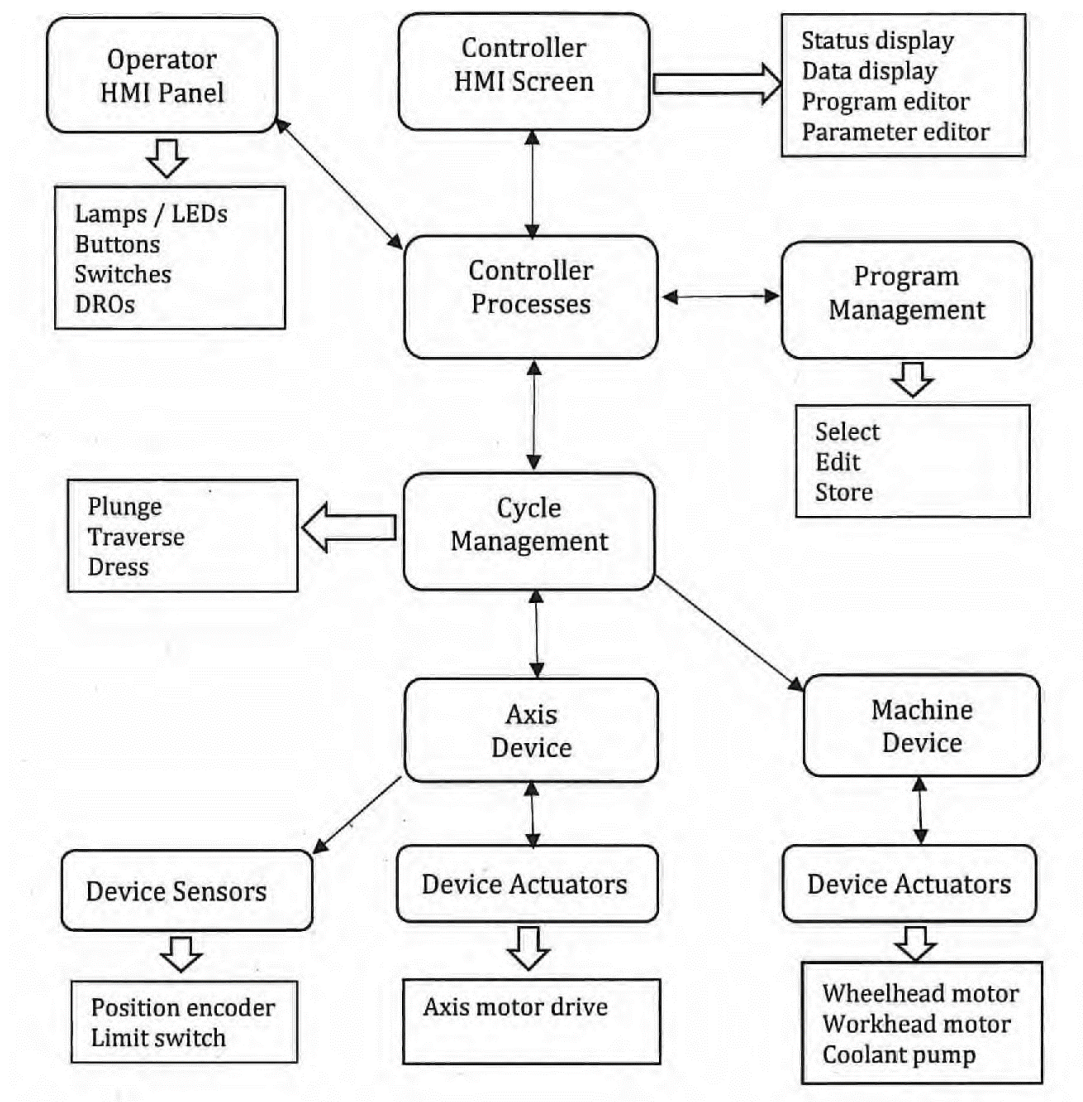 Operator
HMI Panel
Controller
HMI Screen
Status display
Data display
Program editor
Parameter editor
Lamps / LEDs
Buttons
Switches
DROs
Controller
Processes
Program
Management
Select
Edit
Store
Plunge
Traverse
Dress
Cycle
Management
Axis
Device
Machine
Device
Device Sensors
Device Actuators
Device Actuators
Position encoder
Limit switch
Axis motor drive
Wheelhead motor
Workhead motor
Coolant pump